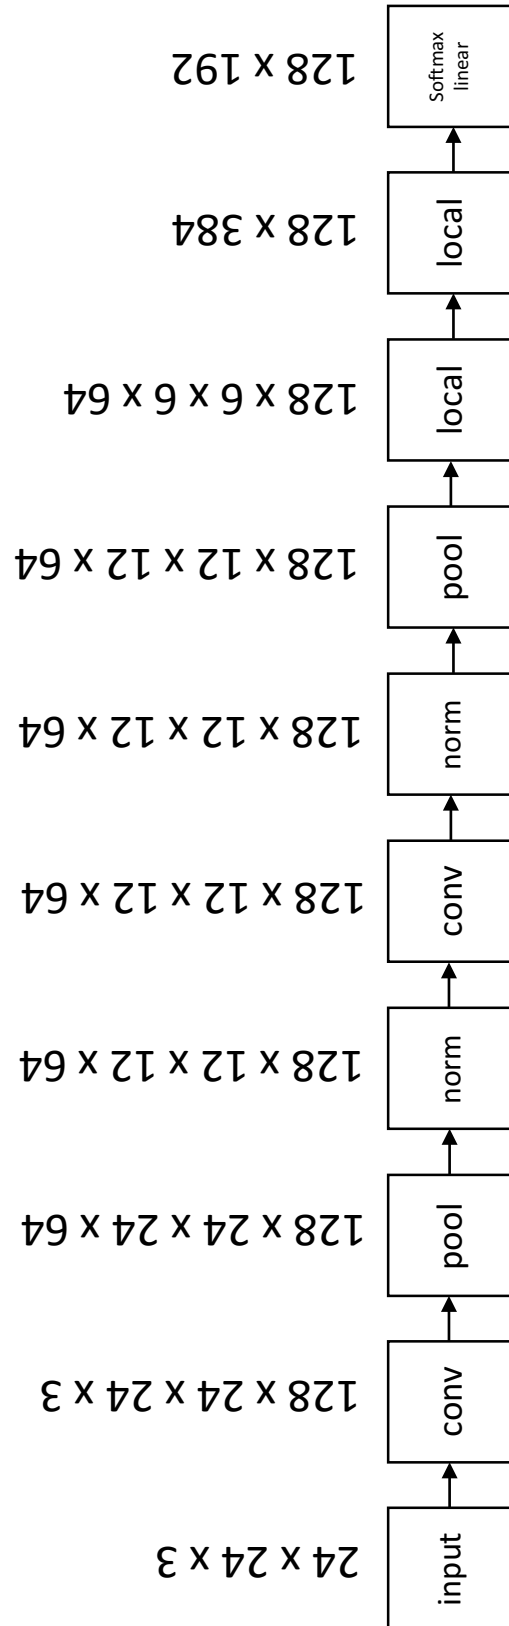 128 x 192
Softmax
linear
128 x 384
local
128 x 6 x 6 x 64
local
128 x 12 x 12 x 64
pool
128 x 12 x 12 x 64
norm
128 x 12 x 12 x 64
conv
128 x 12 x 12 x 64
norm
128 x 24 x 24 x 64
pool
128 x 24 x 24 x 3
conv
24 x 24 x 3
input